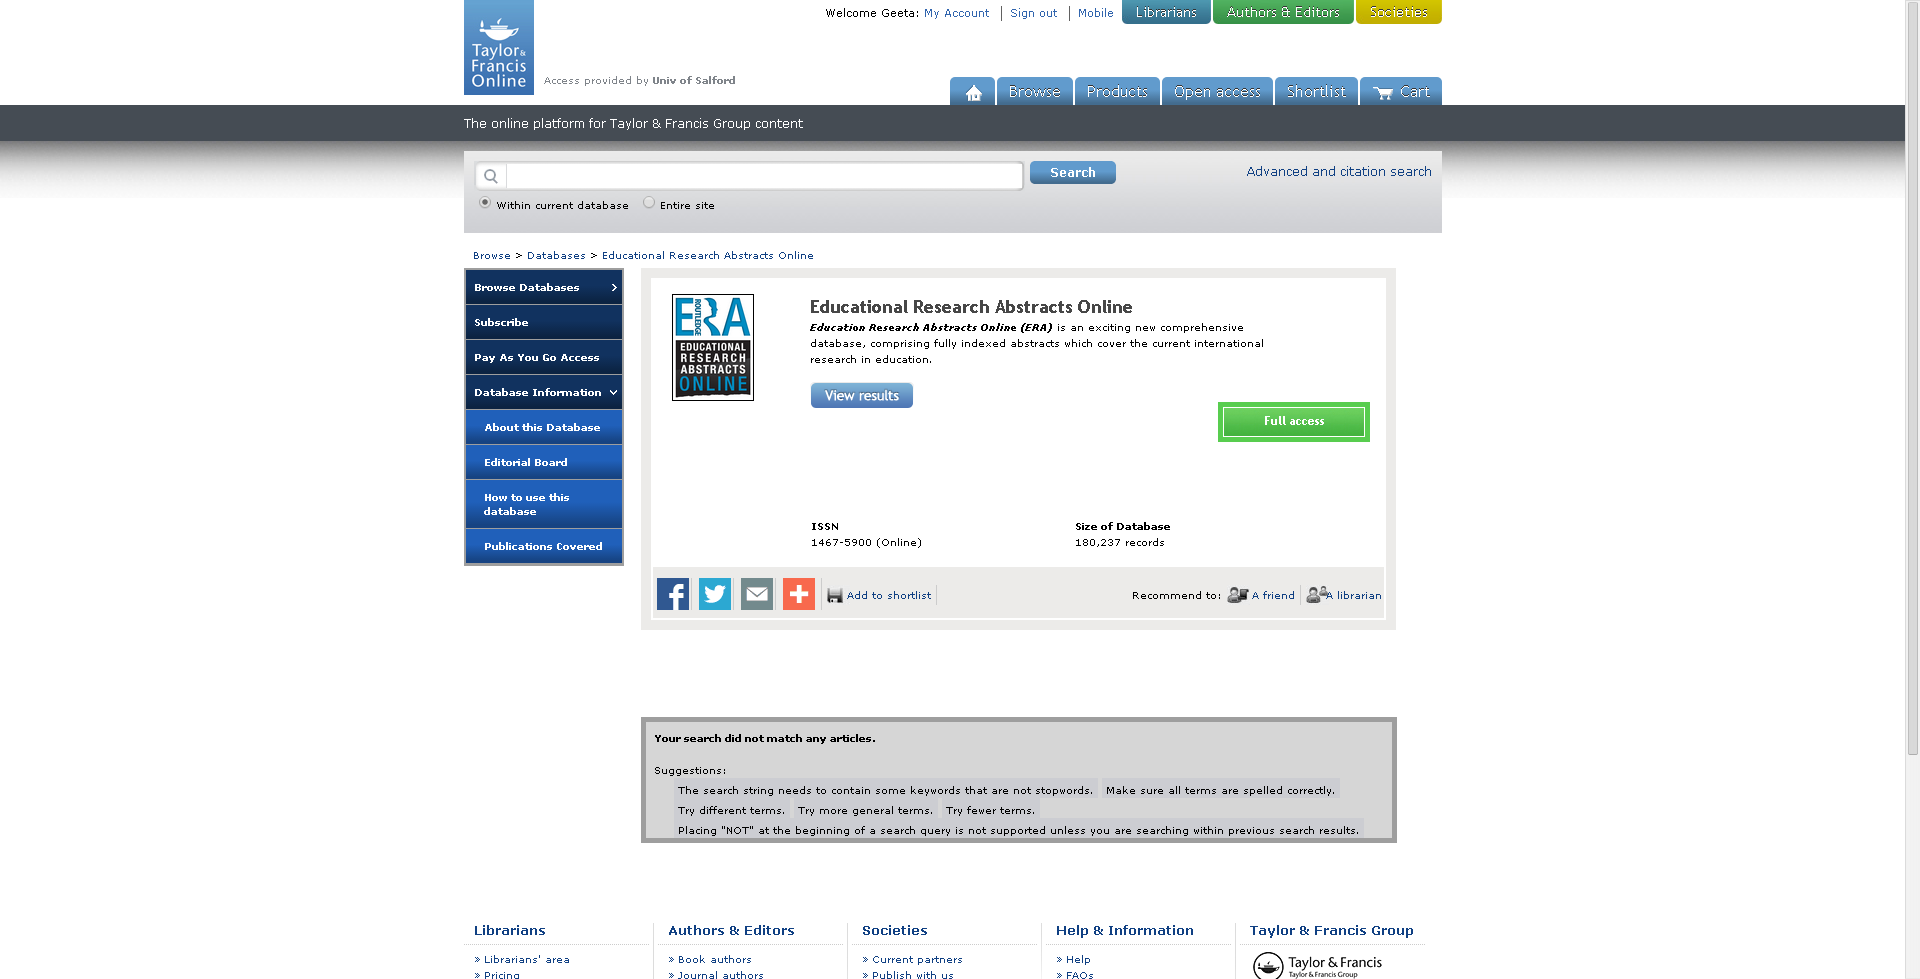 Welcome Geeta: My Account | Sign out | Mobile
Librarians
Authors & Editors
Societies
Taylor &
Francis
Online
Access provided by Univ of Salford
Browse
Products
Open access
Shortlist
Cart
The online platform for Taylor & Francis Group content
Search
Advanced and citation search
Within current database
Entire site
Browse > Databases > Educational Research Abstracts Online
Browse Databases
Subscribe
Pay As You Go Access
Database Information
About this Database
Editorial Board
How to use this
database
Publications Covered
ERA
ROUTLEDGE
EDUCATIONAL
RESEARCH
ABSTRACTS
ONLINE
Educational Research Abstracts Online
Education Research Abstracts Online (ERA) is an exciting new comprehensive
database, comprising fully indexed abstracts which cover the current international
research in education.
View results
Full access
ISSN
1467-5900 (Online)
Size of Database
180,237 records
Add to shortlist
Recommend to:
A friend
A librarian
Your search did not match any articles.
Suggestions:
The search string needs to contain some keywords that are not stopwords. Make sure all terms are spelled correctly.
Try different terms. Try more general terms. Try fewer terms.
Placing "NOT" at the beginning of a search query is not supported unless you are searching within previous search results.
Librarians
» Librarians' area
» Pricing
Authors & Editors
» Book authors
» Journal authors
Societies
» Current partners
» Publish with us
Help & Information
» Help
» FAQs
Taylor & Francis Group
Taylor & Francis
Taylor & Francis Group